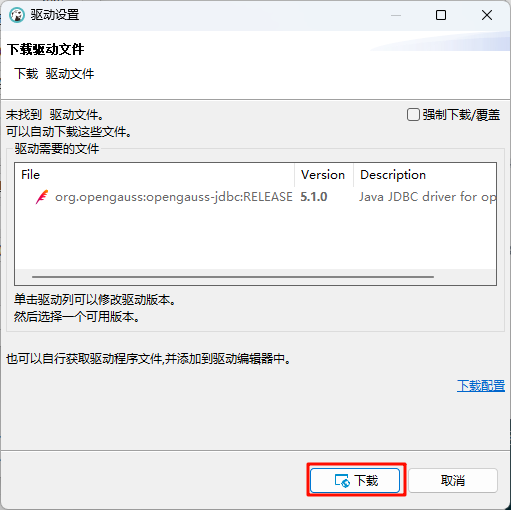 驱动设置
下载驱动文件
下载 驱动文件
未找到 驱动文件。
强制下载/覆盖
可以自动下载这些文件。
驱动需要的文件
File Version Description
org.opengauss:opengauss-jdbc:RELEASE 5.1.0 Java JDBC driver for op
单击驱动列可以修改驱动版本。
然后选择一个可用版本。
也可以自行获取驱动程序文件,并添加到驱动编辑器中。
下载配置
下载 取消